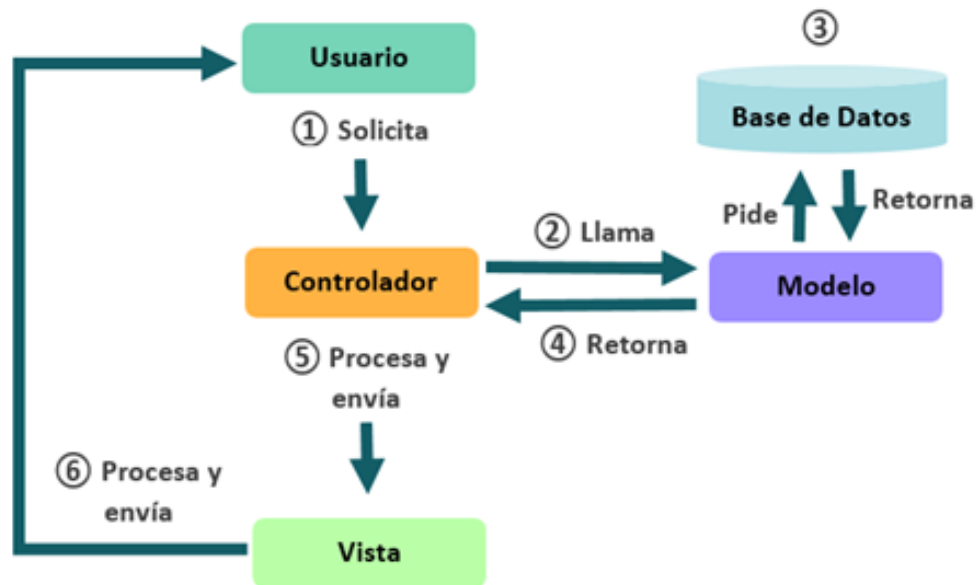 ③
Usuario
Base de Datos
① Solicita
Pide
Retorna
② Llama
Controlador
Modelo
④ Retorna
⑤ Procesa y
envía
⑥ Procesa y
envía
Vista